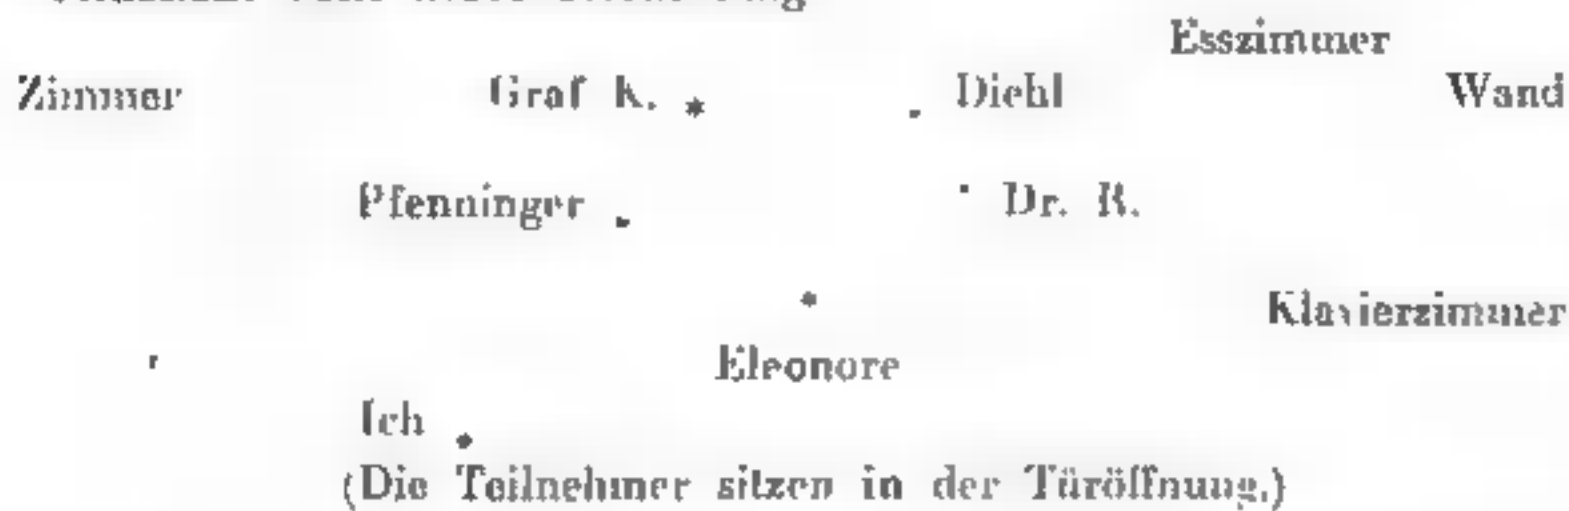 Esszimmer
Zimmer Graf K. Diehl Wand
Pfenninger Dr. R.
Klavierzimmer
Eleonore
Ich
(Die Teilnehmer sitzen in der Türöffnung.)